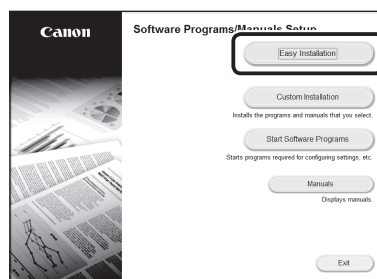 Canon
Software Programs/Manuals Setup
Easy Installation
Custom Installation
Installs the programs and manuals that you select.
Start Software Programs
Starts programs required for configuring settings, etc.
Manuals
Displays manuals.
Exit